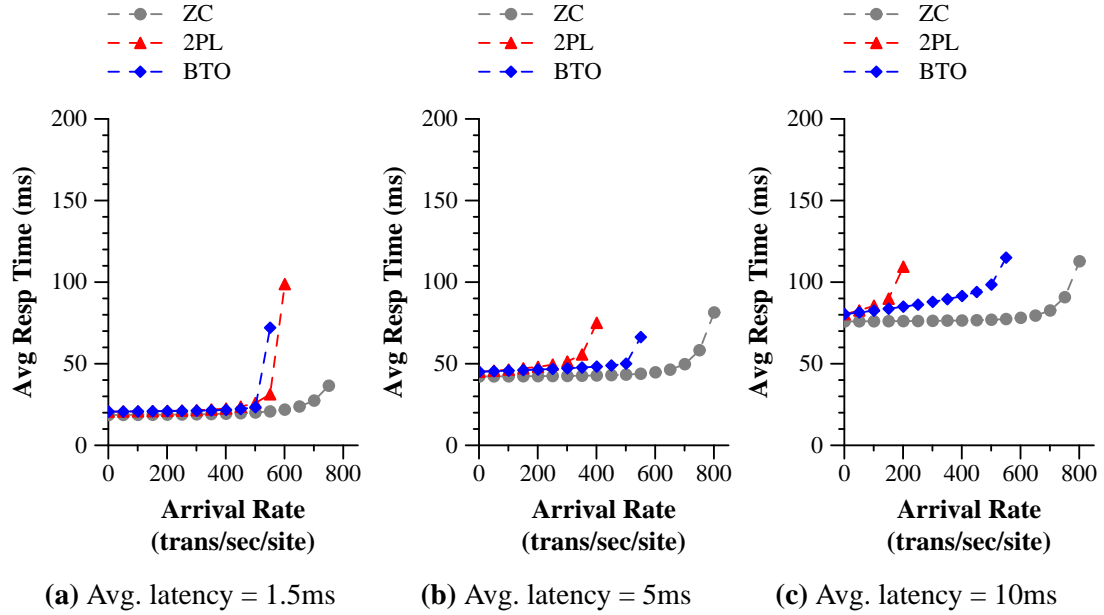 ZC
2PL
BTO
200
150
100
50
0
0 200 400 600 800
Avg Resp Time (ms)
Arrival Rate
(trans/sec/site)
(a) Avg. latency = 1.5ms
ZC
2PL
BTO
200
150
100
50
0
0 200 400 600 800
Avg Resp Time (ms)
Arrival Rate
(trans/sec/site)
(b) Avg. latency = 5ms
ZC
2PL
BTO
200
150
100
50
0
0 200 400 600 800
Avg Resp Time (ms)
Arrival Rate
(trans/sec/site)
(c) Avg. latency = 10ms